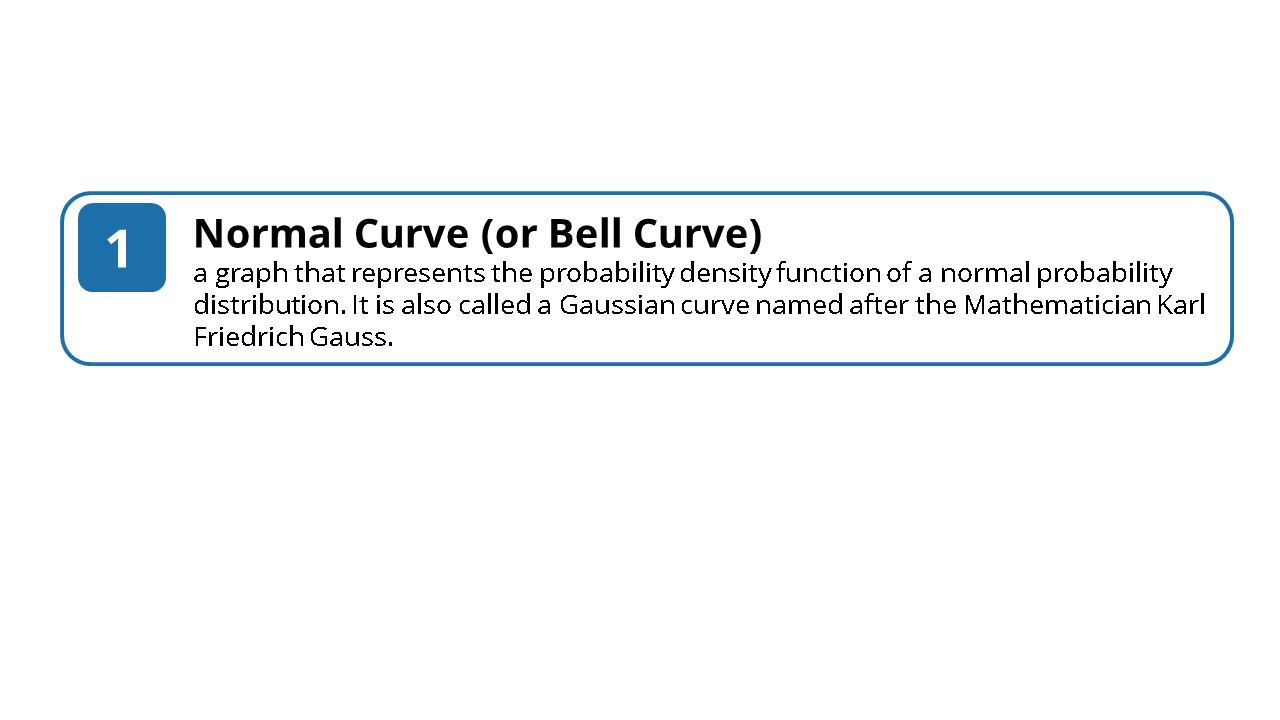 1
Normal Curve (or Bell Curve)
a graph that represents the probability density function of a normal probability
distribution. It is also called a Gaussian curve named after the Mathematician Karl
Friedrich Gauss.